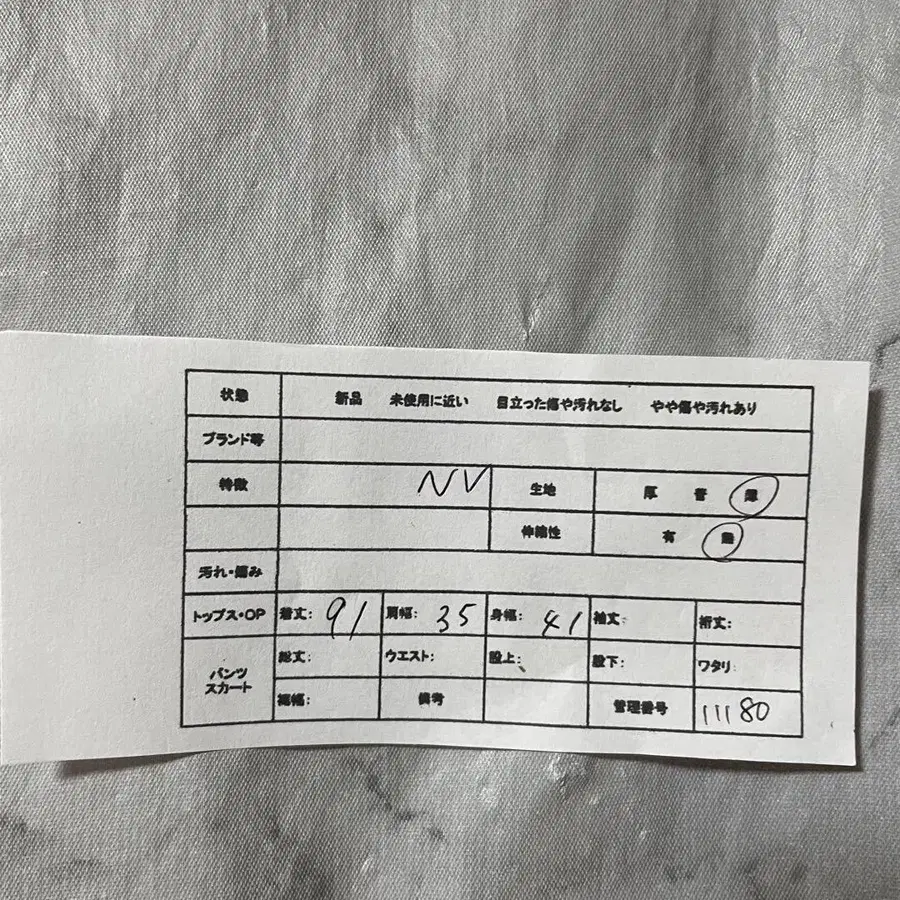 状態 新品 未使用に近い 目立った傷や汚れなし やや傷や汚れあり
ブランド等
特徴 NV 生地 厚 普 薄
伸縮性 有 無
汚れ・傷み
トップス・OP 着丈: 91 肩幅: 35 身幅: 41 袖丈: 裄丈:
パンツ スカート 総丈: ウエスト: 股上: 股下: ワタリ:
裾幅: 備考 管理番号 11180